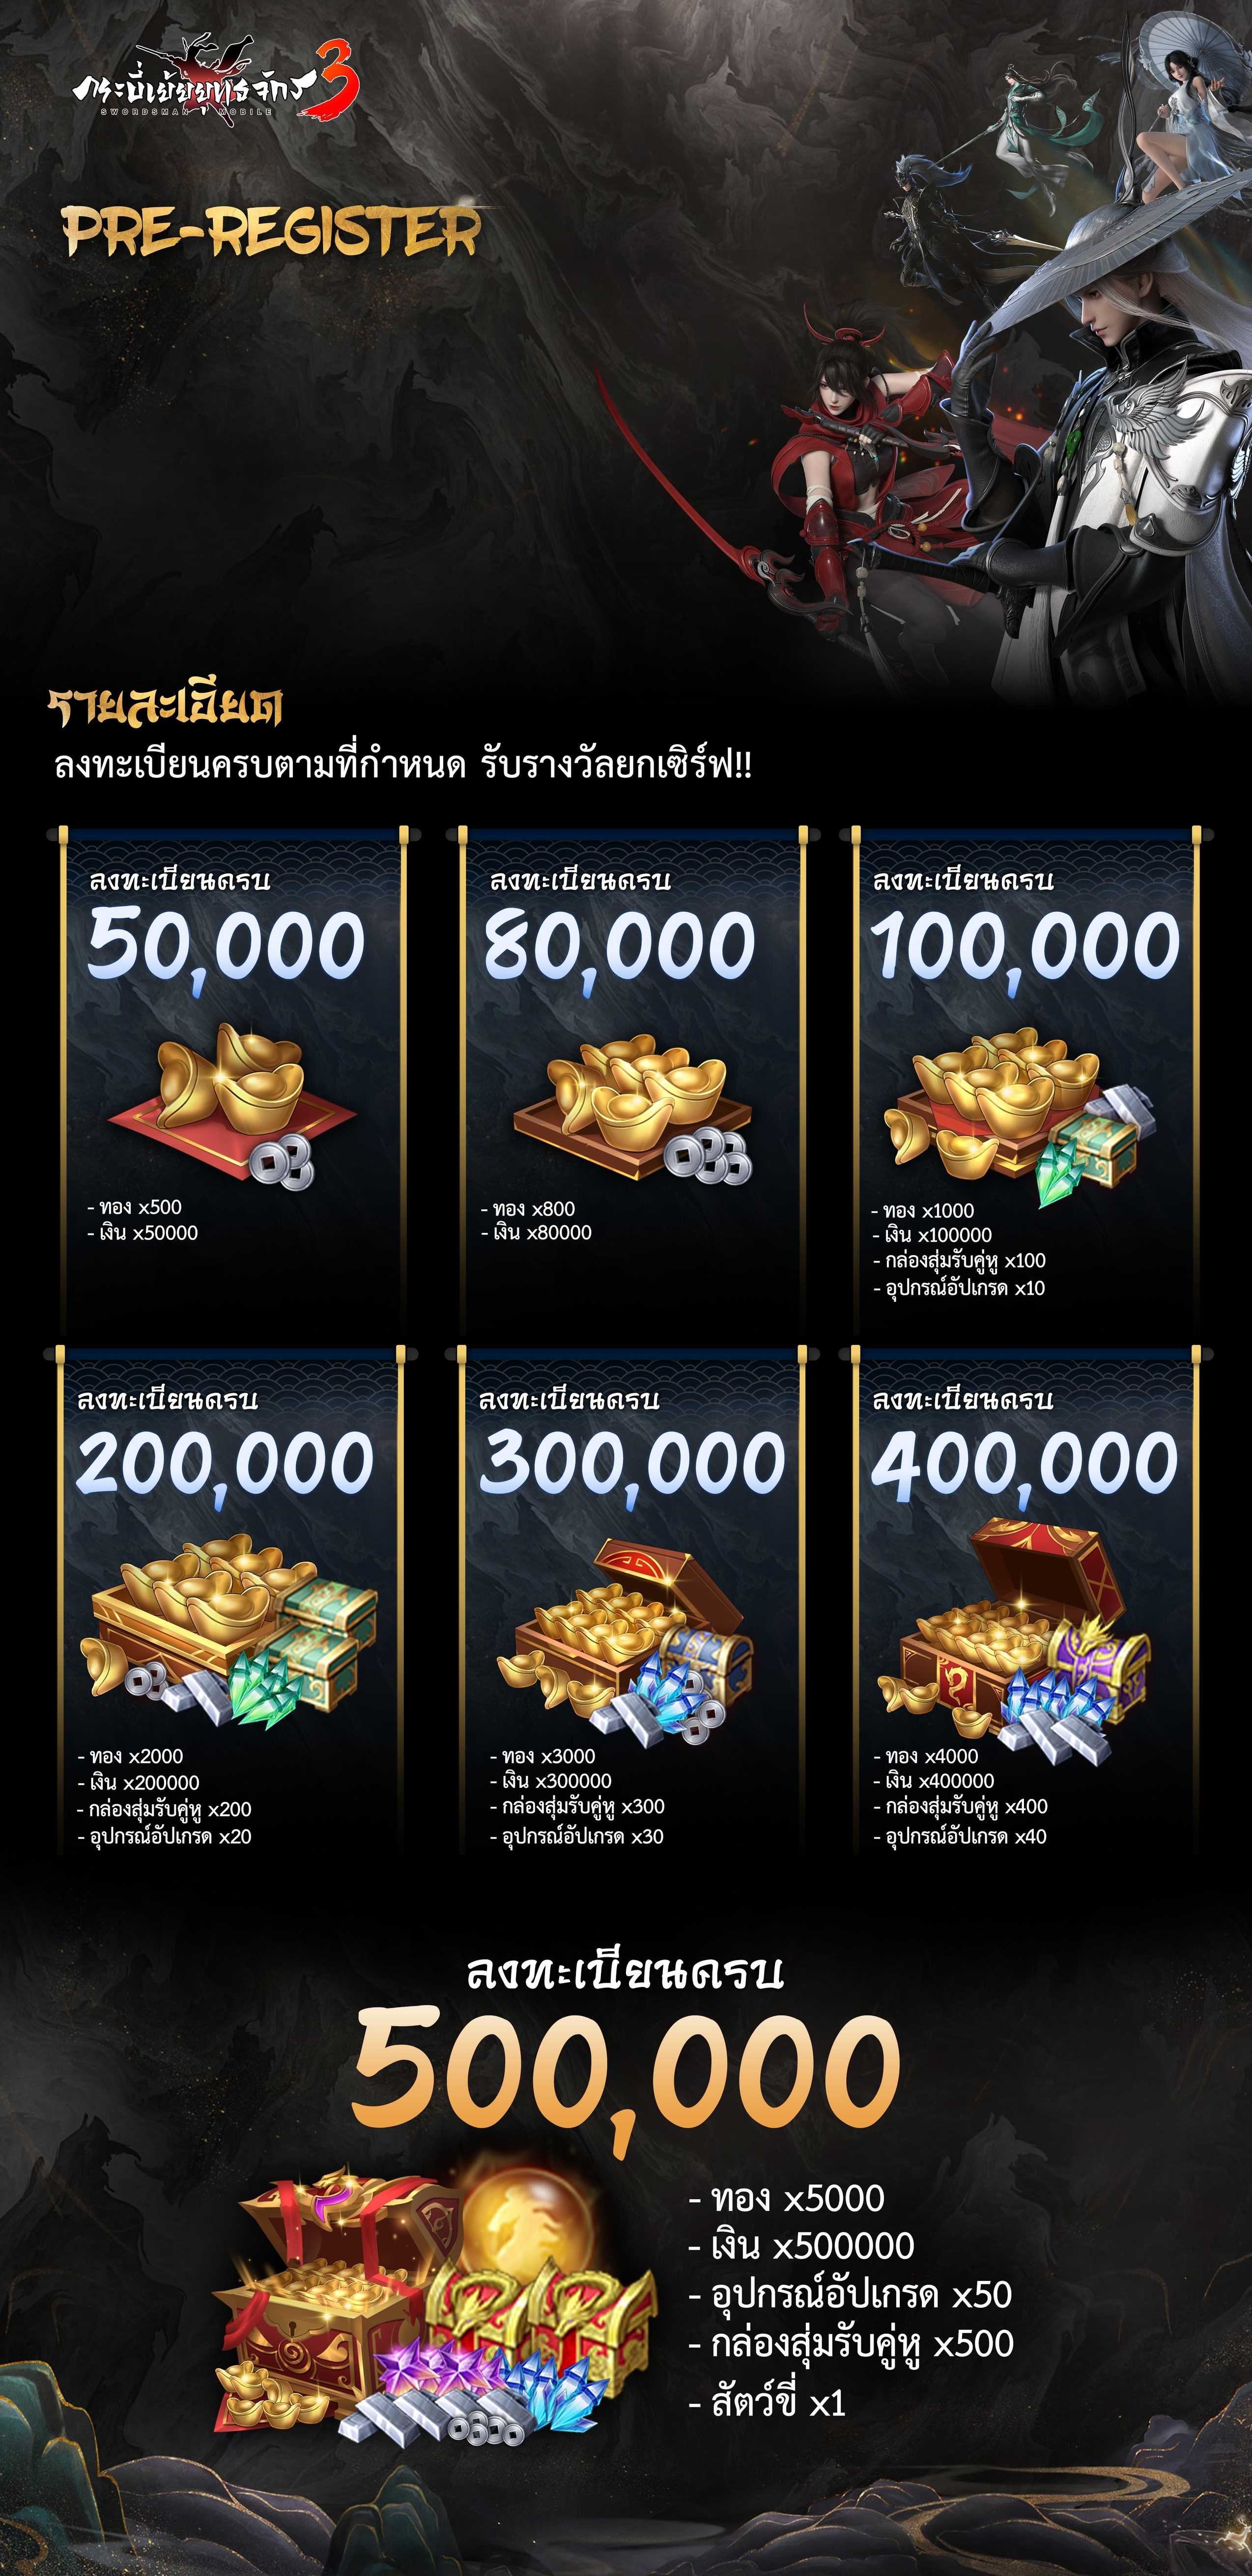 กระบี่เย้ยยุทธจักร 3
SWORDSMAN MOBILE
PRE-REGISTER
รายละเอียด
ลงทะเบียนครบตามที่กำหนด รับรางวัลยกเซิร์ฟ!!
ลงทะเบียนครบ
50,000
- ทอง x500
- เงิน x50000
ลงทะเบียนครบ
80,000
- ทอง x800
- เงิน x80000
ลงทะเบียนครบ
100,000
- ทอง x1000
- เงิน x100000
- กล่องสุ่มรับคู่หู x100
- อุปกรณ์อัปเกรด x10
ลงทะเบียนครบ
200,000
- ทอง x2000
- เงิน x200000
- กล่องสุ่มรับคู่หู x200
- อุปกรณ์อัปเกรด x20
ลงทะเบียนครบ
300,000
- ทอง x3000
- เงิน x300000
- กล่องสุ่มรับคู่หู x300
- อุปกรณ์อัปเกรด x30
ลงทะเบียนครบ
400,000
- ทอง x4000
- เงิน x400000
- กล่องสุ่มรับคู่หู x400
- อุปกรณ์อัปเกรด x40
ลงทะเบียนครบ
500,000
- ทอง x5000
- เงิน x500000
- อุปกรณ์อัปเกรด x50
- กล่องสุ่มรับคู่หู x500
- สัตว์ขี่ x1